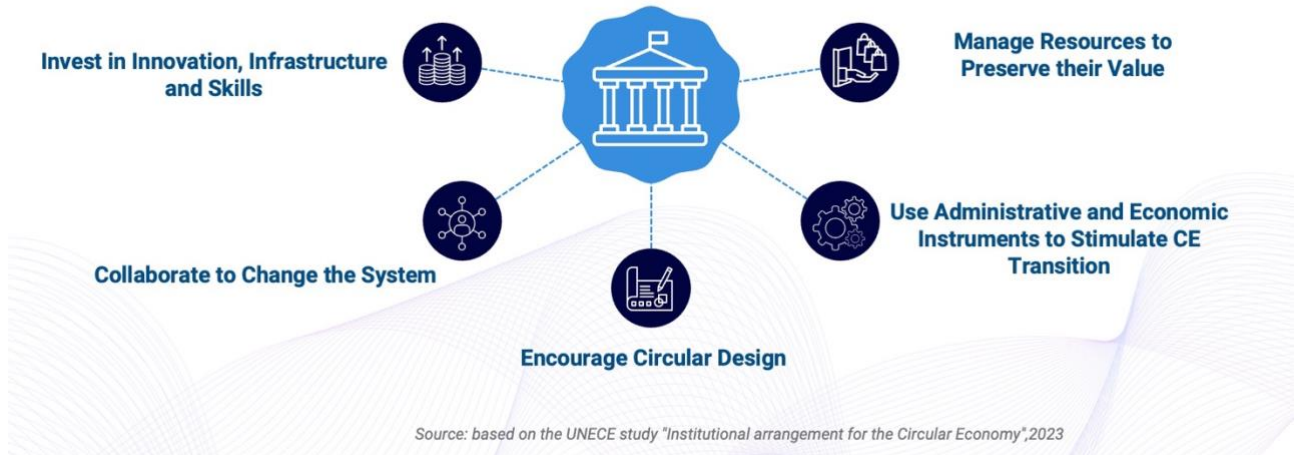 Invest in Innovation, Infrastructure
and Skills
Manage Resources to
Preserve their Value
Collaborate to Change the System
Use Administrative and Economic
Instruments to Stimulate CE
Transition
Encourage Circular Design
Source: based on the UNECE study "Institutional arrangement for the Circular Economy",2023